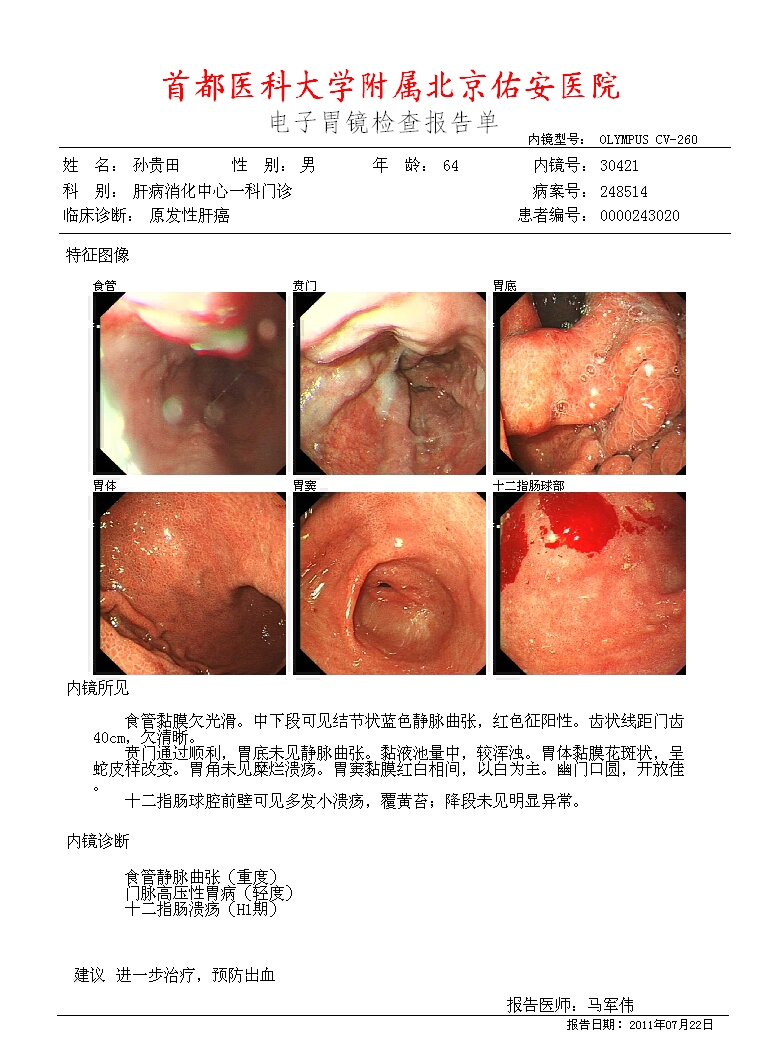 首都医科大学附属北京佑安医院
电子胃镜检查报告单
内镜型号： OLYMPUS CV-260
姓 名： 孙贵田 性 别： 男 年 龄： 64 内镜号： 30421
科 别： 肝病消化中心一科门诊 病案号： 248514
临床诊断： 原发性肝癌 患者编号： 0000243020
特征图像
食管 贲门 胃底
胃体 胃窦 十二指肠球部
内镜所见
食管黏膜欠光滑。中下段可见结节状蓝色静脉曲张，红色征阳性。齿状线距门齿
40cm，欠清晰。
贲门通过顺利，胃底未见静脉曲张。黏液池量中，较浑浊。胃体黏膜花斑状，呈
蛇皮样改变。胃角未见糜烂溃疡。胃窦黏膜红白相间，以白为主。幽门口圆，开放佳
。
十二指肠球腔前壁可见多发小溃疡，覆黄苔；降段未见明显异常。
内镜诊断
食管静脉曲张（重度）
门脉高压性胃病（轻度）
十二指肠溃疡（H1期）
建议 进一步治疗，预防出血
报告医师：马军伟
报告日期：2011年07月22日